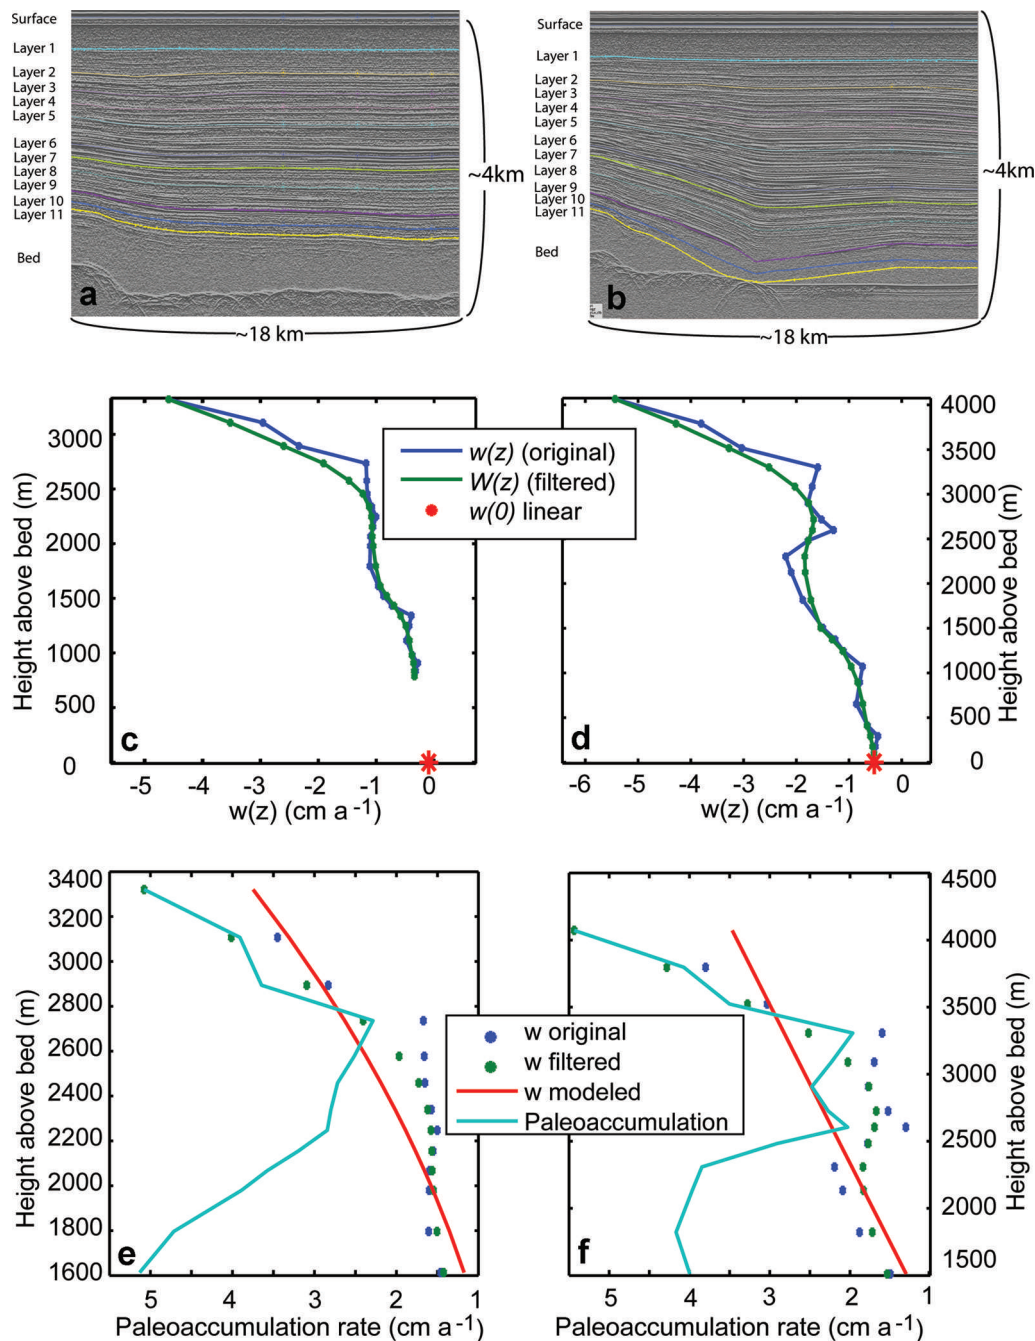 Surface
Layer 1
Layer 2
Layer 3
Layer 4
Layer 5
Layer 6
Layer 7
Layer 8
Layer 9
Layer 10
Layer 11
Bed
a
~4km
~18 km
Surface
Layer 1
Layer 2
Layer 3
Layer 4
Layer 5
Layer 6
Layer 7
Layer 8
Layer 9
Layer 10
Layer 11
Bed
b
~4km
~18 km
Height above bed (m)
3000
2500
2000
1500
1000
500
0
c
-5 -4 -3 -2 -1 0
w(z) (cm a⁻¹)
w(z) (original)
W(z) (filtered)
w(0) linear
d
4000
3500
3000
2500
2000
1500
1000
500
0
Height above bed (m)
-6 -5 -4 -3 -2 -1 0
w(z) (cm a⁻¹)
Height above bed (m)
3400
3200
3000
2800
2600
2400
2200
2000
1800
1600
e
5 4 3 2 1
Paleoaccumulation rate (cm a⁻¹)
w original
w filtered
w modeled
Paleoaccumulation
f
4500
4000
3500
3000
2500
2000
1500
Height above bed (m)
5 4 3 2 1
Paleoaccumulation rate (cm a⁻¹)